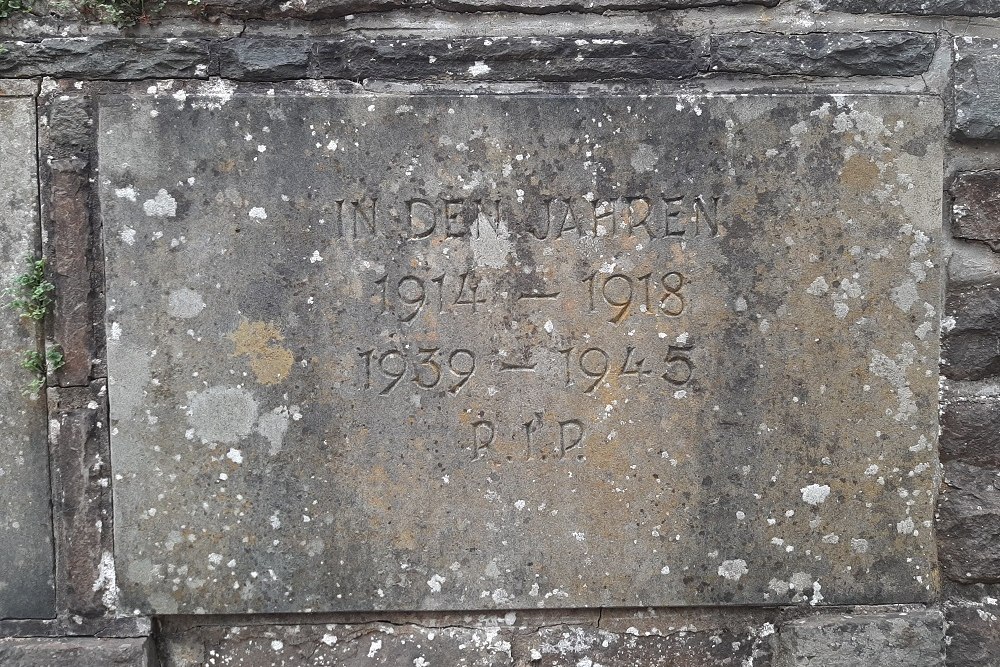 IN DEN JAHREN
1914 – 1918
1939 – 1945
R.I.P.